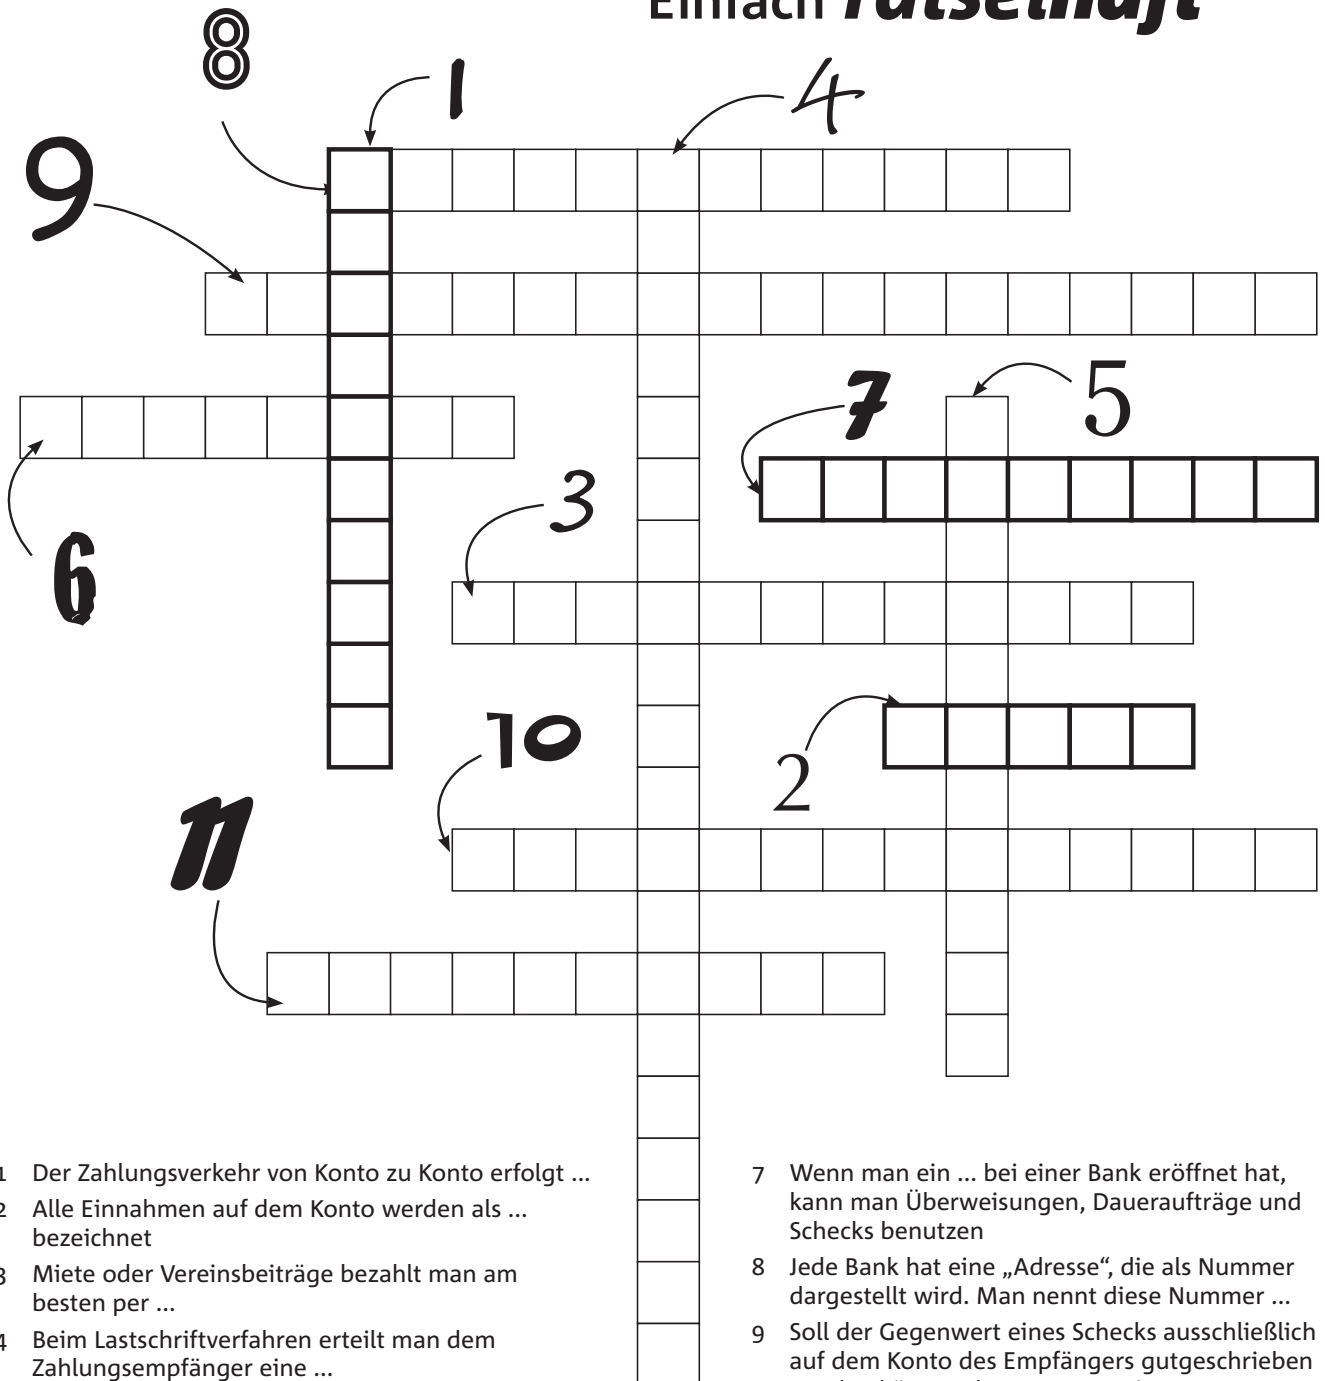 Einfach rätselhaft
8
1
4
9
7
5
3
6
10
2
11
1 Der Zahlungsverkehr von Konto zu Konto erfolgt ...
2 Alle Einnahmen auf dem Konto werden als ...
bezeichnet
3 Miete oder Vereinsbeiträge bezahlt man am
besten per ...
4 Beim Lastschriftverfahren erteilt man dem
Zahlungsempfänger eine ...
7 Wenn man ein ... bei einer Bank eröffnet hat,
kann man Überweisungen, Daueraufträge und
Schecks benutzen
8 Jede Bank hat eine „Adresse“, die als Nummer
dargestellt wird. Man nennt diese Nummer ...
9 Soll der Gegenwert eines Schecks ausschließlich
auf dem Konto des Empfängers gutgeschrieben